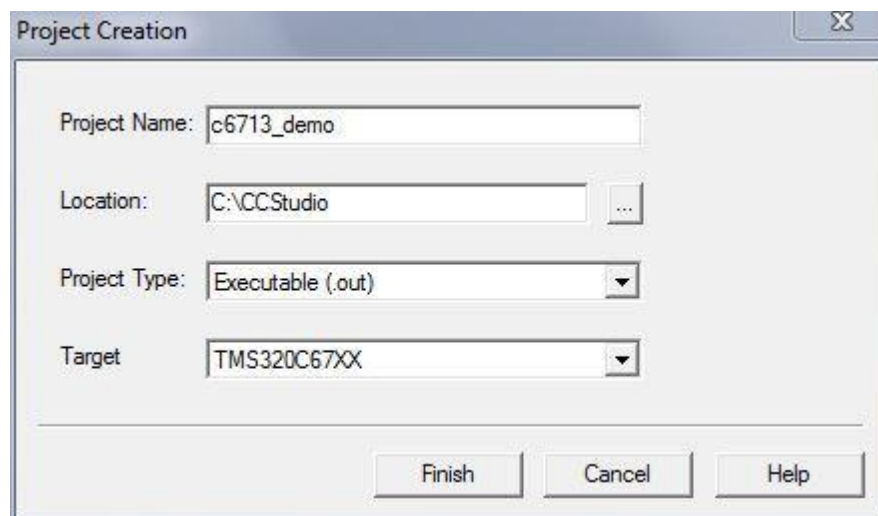 Project Creation
Project Name: c6713_demo
Location: C:\CCStudio ...
Project Type: Executable (.out)
Target TMS320C67XX
Finish Cancel Help